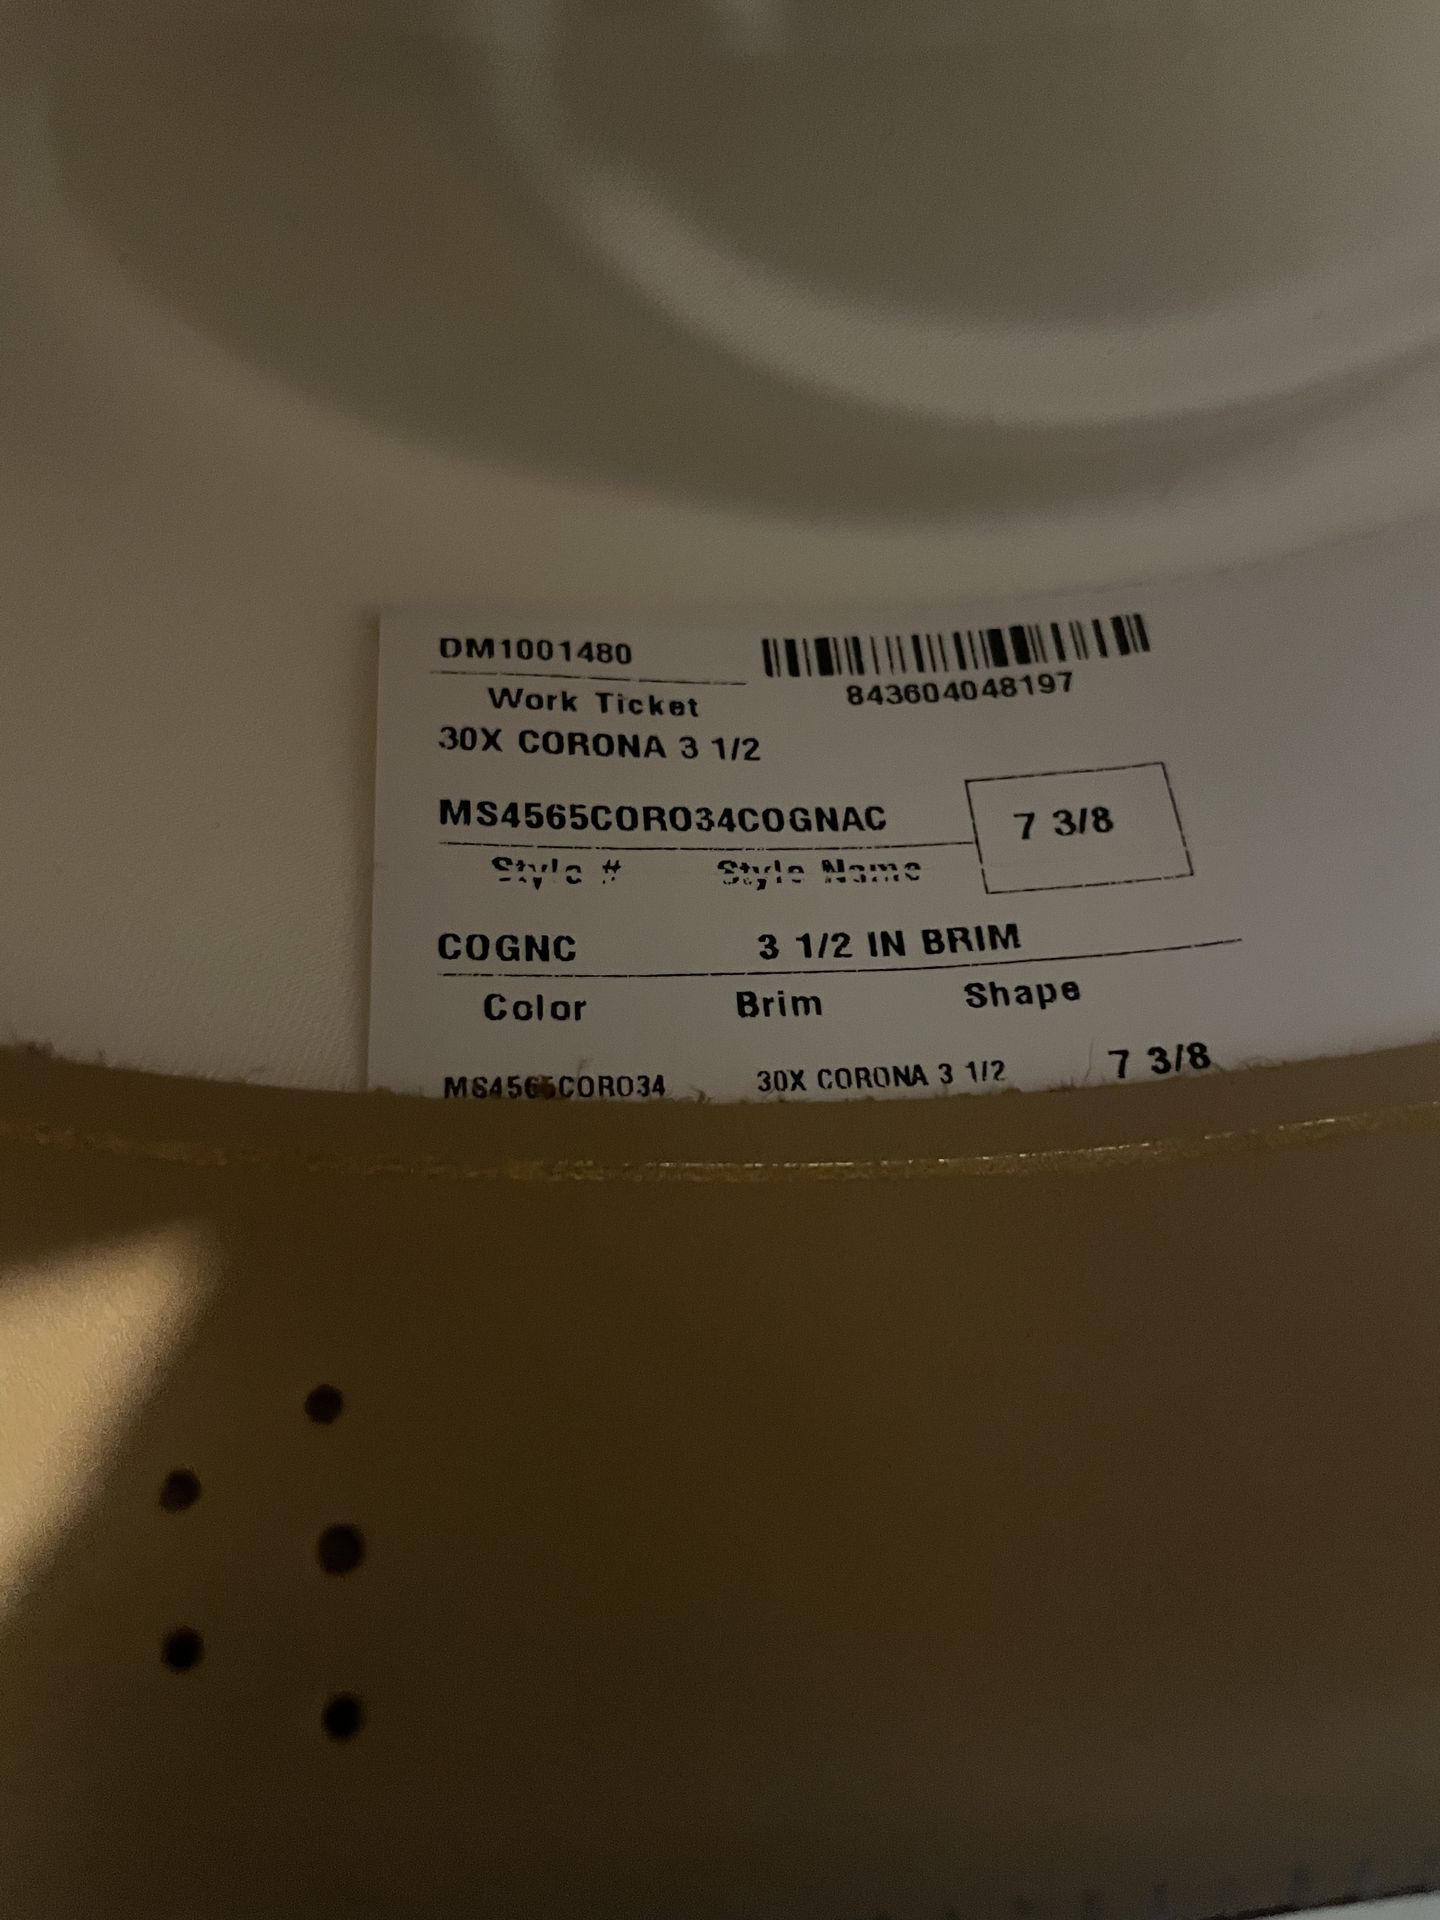 DM1001480
843604048197
Work Ticket
30X CORONA 3 1/2
MS4565CORO34COGNAC 7 3/8
Style # Style Name
COGNC 3 1/2 IN BRIM
Color Brim Shape
MS4565CORO34 30X CORONA 3 1/2 7 3/8